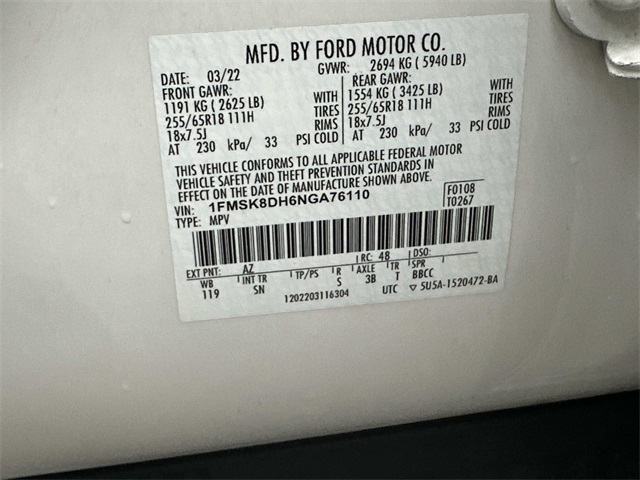 MFD. BY FORD MOTOR CO.
DATE: 03/22 GVWR: 2694 KG ( 5940 LB)
FRONT GAWR: REAR GAWR:
1191 KG ( 2625 LB) WITH 1554 KG ( 3425 LB) WITH
255/65R18 111H TIRES 255/65R18 111H TIRES
18x7.5J RIMS 18x7.5J RIMS
AT 230 kPa/ 33 PSI COLD AT 230 kPa/ 33 PSI COLD
THIS VEHICLE CONFORMS TO ALL APPLICABLE FEDERAL MOTOR
VEHICLE SAFETY AND THEFT PREVENTION STANDARDS IN
EFFECT ON THE DATE OF MANUFACTURE SHOWN ABOVE.
VIN: 1FMSK8DH6NGA76110 F0108
TYPE: MPV T0267
EXT PNT: AZ RC: 48 DSO:
WB INT TR TP/PS R AXLE TR SPR
119 SN S 3B T BBCC
1202203116304 UTC ▽ 5U5A-1520472-BA